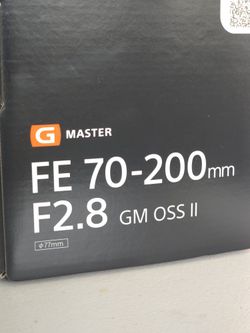 G MASTER
FE 70-200mm
F2.8 GM OSS II
φ77mm